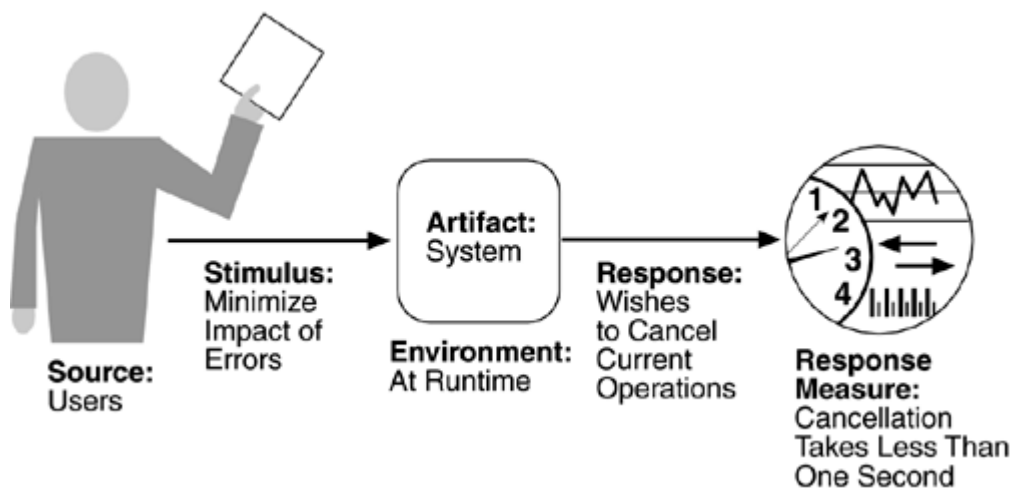 Source:
Users
Stimulus:
Minimize
Impact of
Errors
Artifact:
System
Environment:
At Runtime
Response:
Wishes
to Cancel
Current
Operations
1
2
3
4
Response
Measure:
Cancellation
Takes Less Than
One Second